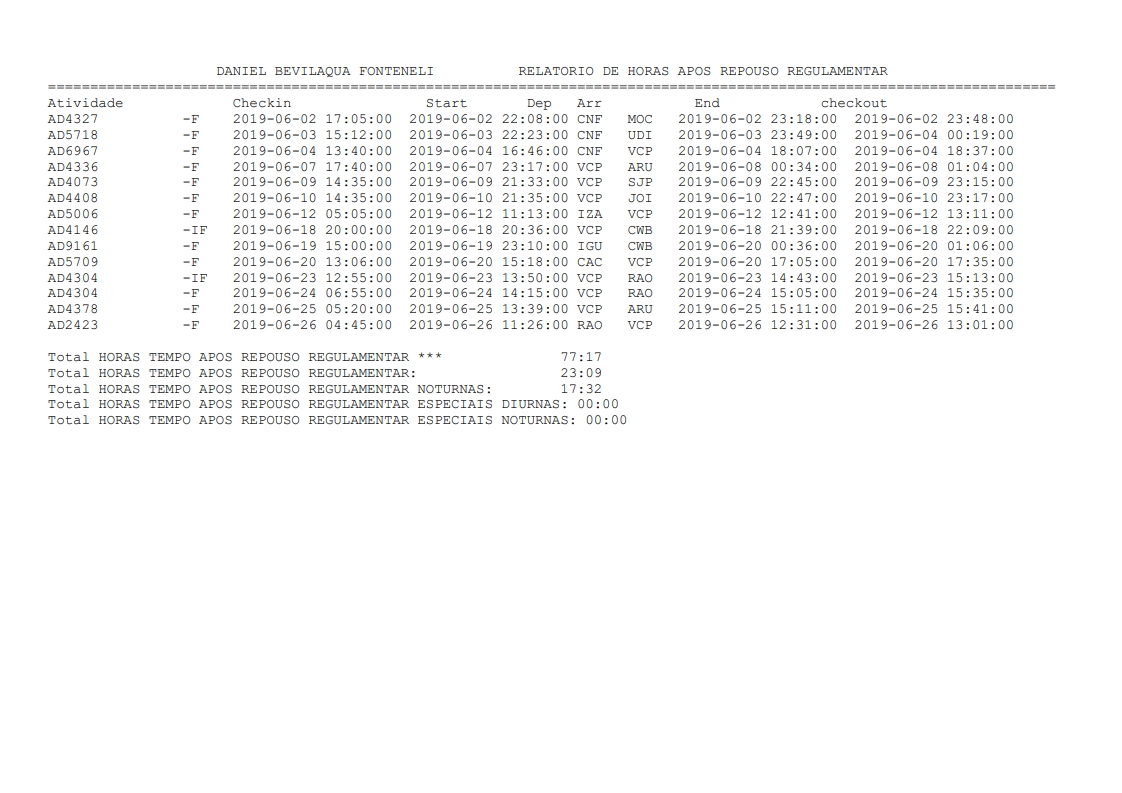 DANIEL BEVILAQUA FONTENELI          RELATORIO DE HORAS APOS REPOUSO REGULAMENTAR
========================================================================================================================
Atividade             Checkin                Start       Dep   Arr           End            checkout
AD4327          -F    2019-06-02 17:05:00  2019-06-02 22:08:00 CNF   MOC   2019-06-02 23:18:00  2019-06-02 23:48:00
AD5718          -F    2019-06-03 15:12:00  2019-06-03 22:23:00 CNF   UDI   2019-06-03 23:49:00  2019-06-04 00:19:00
AD6967          -F    2019-06-04 13:40:00  2019-06-04 16:46:00 CNF   VCP   2019-06-04 18:07:00  2019-06-04 18:37:00
AD4336          -F    2019-06-07 17:40:00  2019-06-07 23:17:00 VCP   ARU   2019-06-08 00:34:00  2019-06-08 01:04:00
AD4073          -F    2019-06-09 14:35:00  2019-06-09 21:33:00 VCP   SJP   2019-06-09 22:45:00  2019-06-09 23:15:00
AD4408          -F    2019-06-10 14:35:00  2019-06-10 21:35:00 VCP   JOI   2019-06-10 22:47:00  2019-06-10 23:17:00
AD5006          -F    2019-06-12 05:05:00  2019-06-12 11:13:00 IZA   VCP   2019-06-12 12:41:00  2019-06-12 13:11:00
AD4146          -IF   2019-06-18 20:00:00  2019-06-18 20:36:00 VCP   CWB   2019-06-18 21:39:00  2019-06-18 22:09:00
AD9161          -F    2019-06-19 15:00:00  2019-06-19 23:10:00 IGU   CWB   2019-06-20 00:36:00  2019-06-20 01:06:00
AD5709          -F    2019-06-20 13:06:00  2019-06-20 15:18:00 CAC   VCP   2019-06-20 17:05:00  2019-06-20 17:35:00
AD4304          -IF   2019-06-23 12:55:00  2019-06-23 13:50:00 VCP   RAO   2019-06-23 14:43:00  2019-06-23 15:13:00
AD4304          -F    2019-06-24 06:55:00  2019-06-24 14:15:00 VCP   RAO   2019-06-24 15:05:00  2019-06-24 15:35:00
AD4378          -F    2019-06-25 05:20:00  2019-06-25 13:39:00 VCP   ARU   2019-06-25 15:11:00  2019-06-25 15:41:00
AD2423          -F    2019-06-26 04:45:00  2019-06-26 11:26:00 RAO   VCP   2019-06-26 12:31:00  2019-06-26 13:01:00
Total HORAS TEMPO APOS REPOUSO REGULAMENTAR ***              77:17
Total HORAS TEMPO APOS REPOUSO REGULAMENTAR:                 23:09
Total HORAS TEMPO APOS REPOUSO REGULAMENTAR NOTURNAS:        17:32
Total HORAS TEMPO APOS REPOUSO REGULAMENTAR ESPECIAIS DIURNAS: 00:00
Total HORAS TEMPO APOS REPOUSO REGULAMENTAR ESPECIAIS NOTURNAS: 00:00